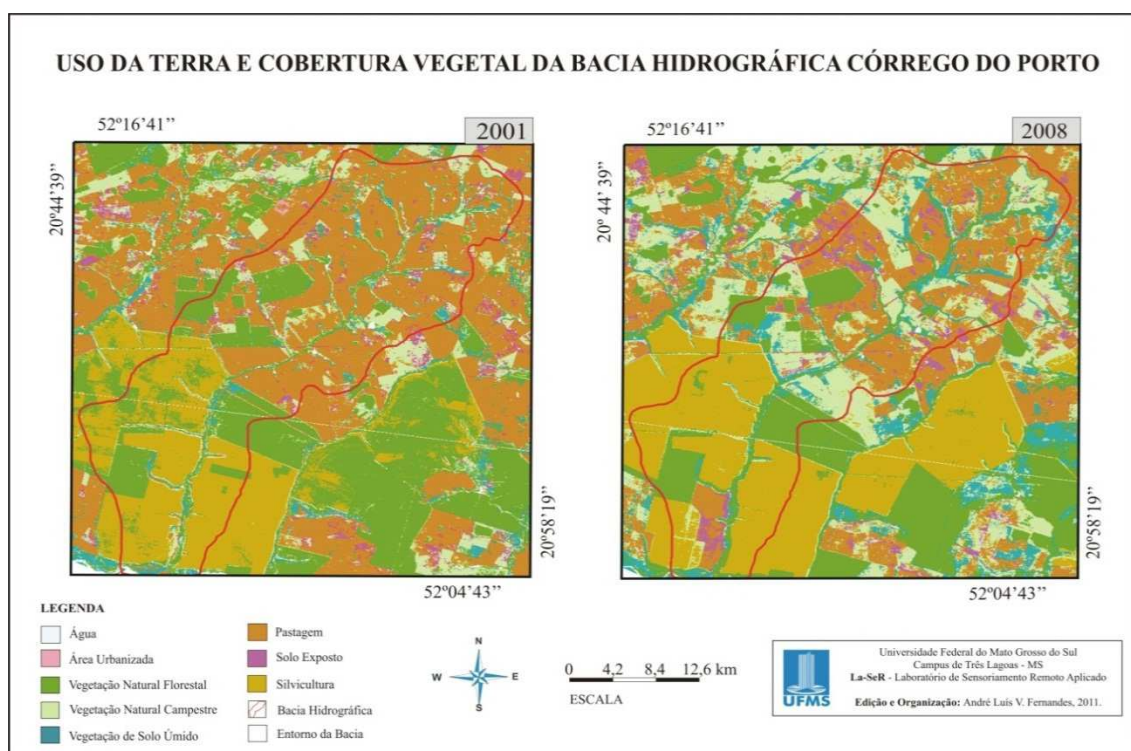 USO DA TERRA E COBERTURA VEGETAL DA BACIA HIDROGRÁFICA CÓRREGO DO PORTO
52º16’41’’
2001
20º44’39’’
20º58’19’’
52º04’43’’
52º16’41’’
2008
20º 44’ 39’’
20º58’19’’
52º04’43’’
LEGENDA
Água
Área Urbanizada
Vegetação Natural Florestal
Vegetação Natural Campestre
Vegetação de Solo Úmido
Pastagem
Solo Exposto
Silvicultura
Bacia Hidrográfica
Entorno da Bacia
N
W
E
S
0 4,2 8,4 12,6 km
ESCALA
UFMS
Universidade Federal do Mato Grosso do Sul
Campus de Três Lagoas - MS
La-SeR - Laboratório de Sensoriamento Remoto Aplicado
Edição e Organização: André Luís V. Fernandes, 2011.